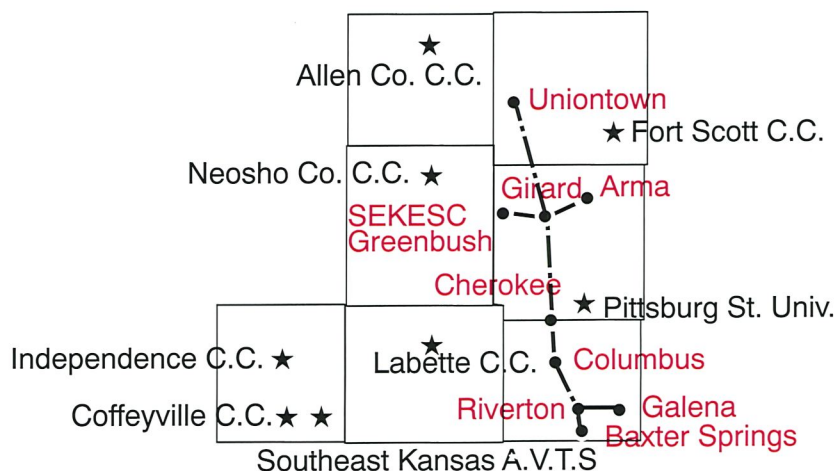 Allen Co. C.C.
Uniontown
Fort Scott C.C.
Neosho Co. C.C.
Girard
Arma
SEKESC
Greenbush
Cherokee
Pittsburg St. Univ.
Independence C.C.
Labette C.C.
Columbus
Coffeyville C.C.
Riverton
Galena
Baxter Springs
Southeast Kansas A.V.T.S